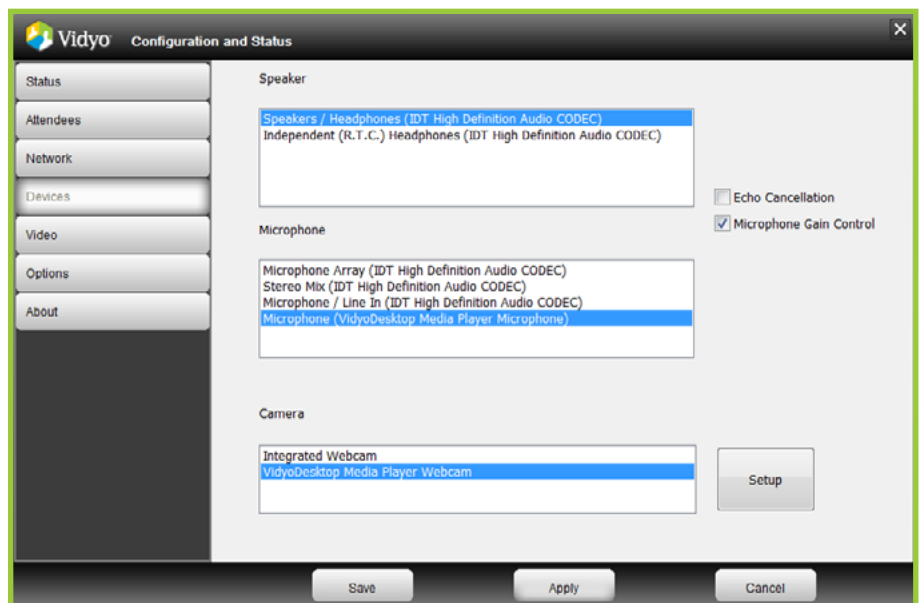 Vidyo Configuration and Status
Status
Attendees
Network
Devices
Video
Options
About
Speaker
Speakers / Headphones (IDT High Definition Audio CODEC)
Independent (R.T.C.) Headphones (IDT High Definition Audio CODEC)
Echo Cancellation
Microphone Gain Control
Microphone
Microphone Array (IDT High Definition Audio CODEC)
Stereo Mix (IDT High Definition Audio CODEC)
Microphone / Line In (IDT High Definition Audio CODEC)
Microphone (VidyoDesktop Media Player Microphone)
Camera
Integrated Webcam
VidyoDesktop Media Player Webcam
Setup
Save
Apply
Cancel